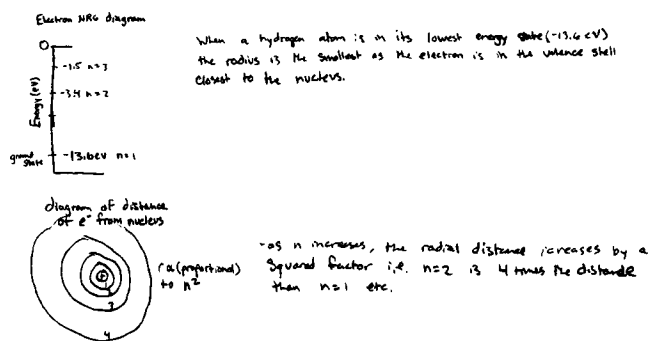 Electron NRG diagram
0
-1.5 n=3
-3.4 n=2
Energy (eV)
ground state
-13.6eV n=1
When a hydrogen atom is in its lowest energy state (-13.6 eV)
the radius is the smallest as the electron is in the valence shell
closest to the nucleus.
diagram of distance
of e⁻ from nucleus
3
4
r α (proportional)
to n²
-as n increases, the radial distance icreases by a
squared factor i.e. n=2 is 4 times the distance
than n=1 etc.